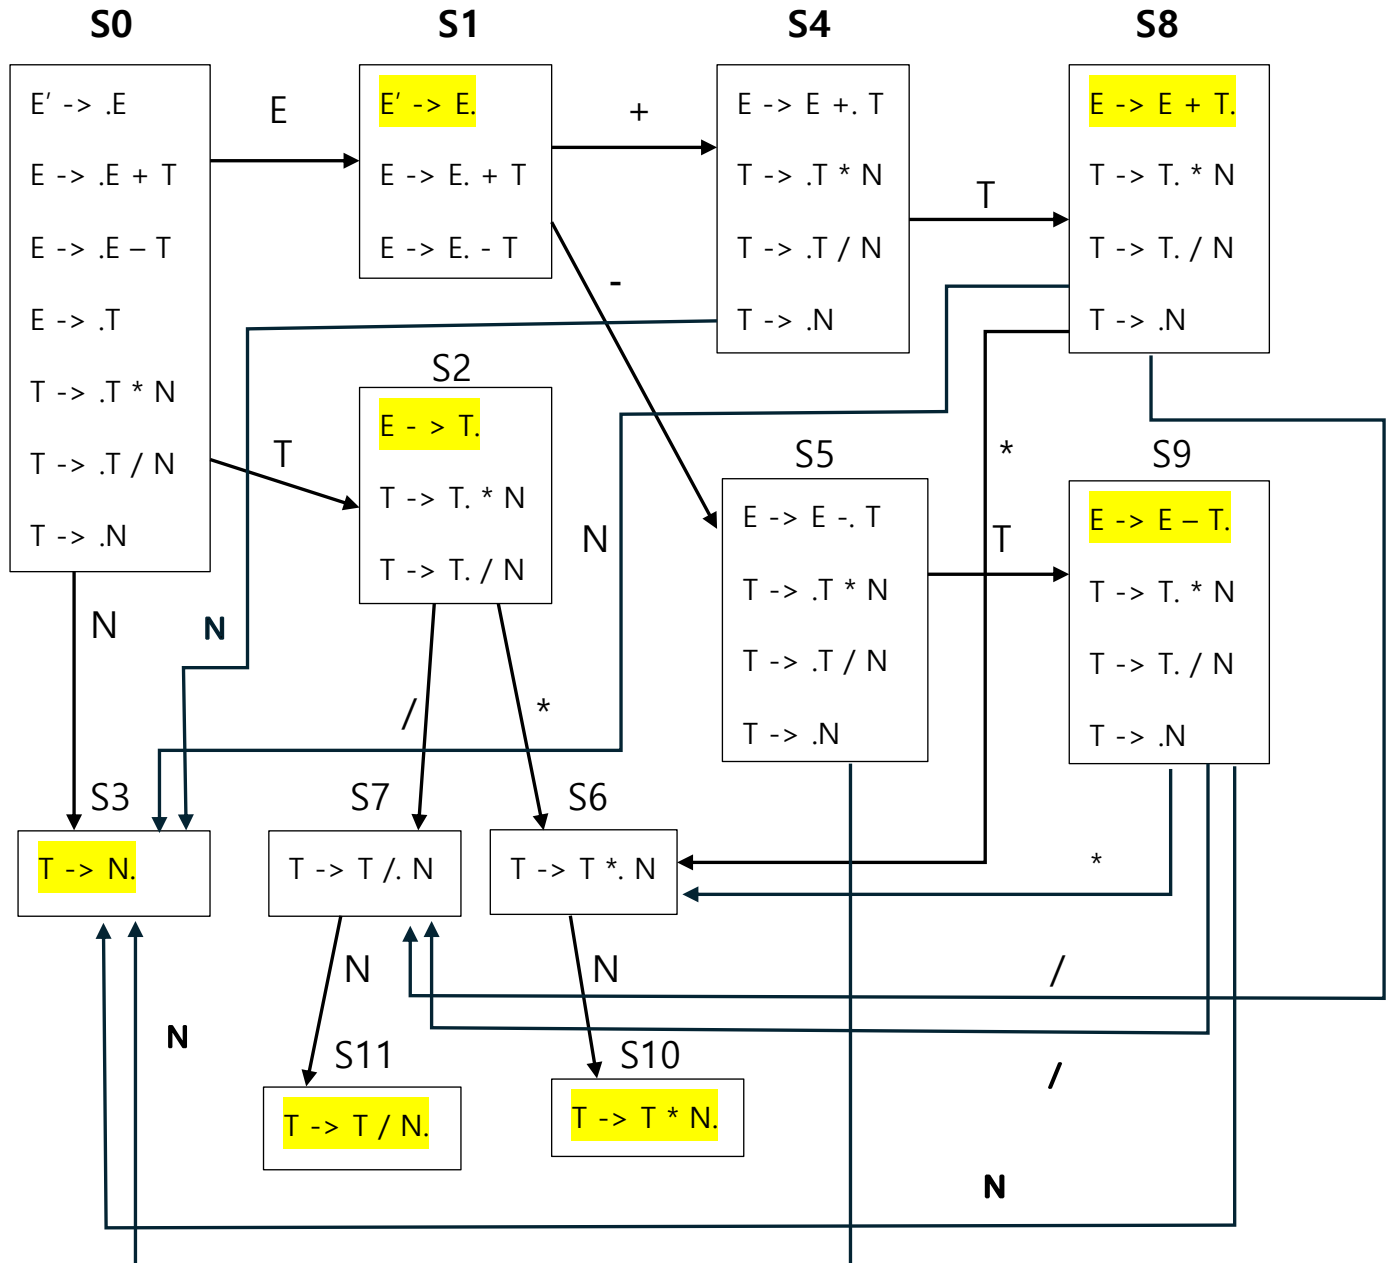 S0
E' -> .E
E -> .E + T
E -> .E – T
E -> .T
T -> .T * N
T -> .T / N
T -> .N
E
T
N
S1
E' -> E.
E -> E. + T
E -> E. - T
+
-
S4
E -> E +. T
T -> .T * N
T -> .T / N
T -> .N
T
S8
E -> E + T.
T -> T. * N
T -> T. / N
T -> .N
S2
E - > T.
T -> T. * N
T -> T. / N
/
*
N
N
S5
E -> E -. T
T -> .T * N
T -> .T / N
T -> .N
*
T
S9
E -> E – T.
T -> T. * N
T -> T. / N
T -> .N
S3
T -> N.
S7
T -> T /. N
S6
T -> T *. N
*
N
N
/
N
S11
T -> T / N.
S10
T -> T * N.
/
N